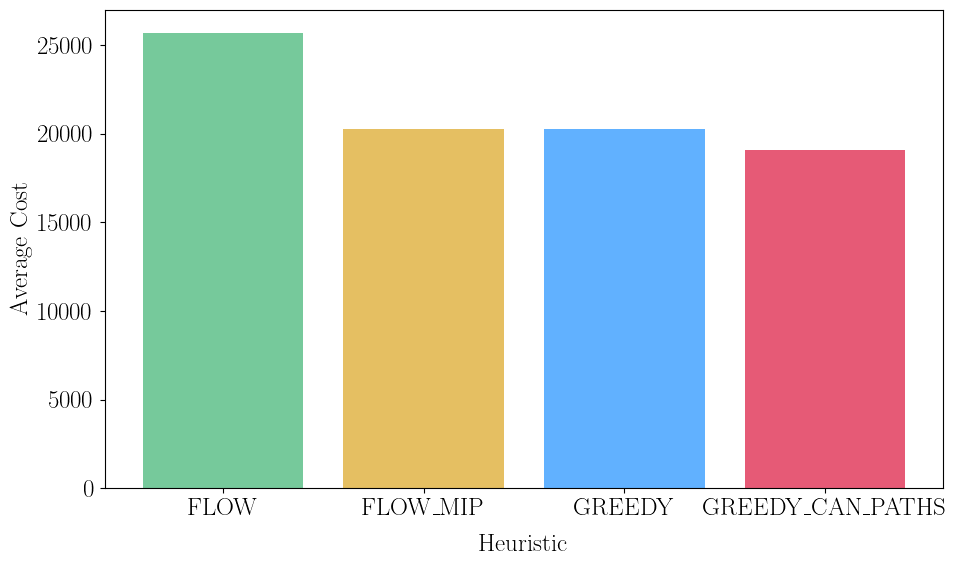 25000
20000
15000
10000
5000
0
Average Cost
FLOW FLOW_MIP GREEDY GREEDY_CAN_PATHS
Heuristic